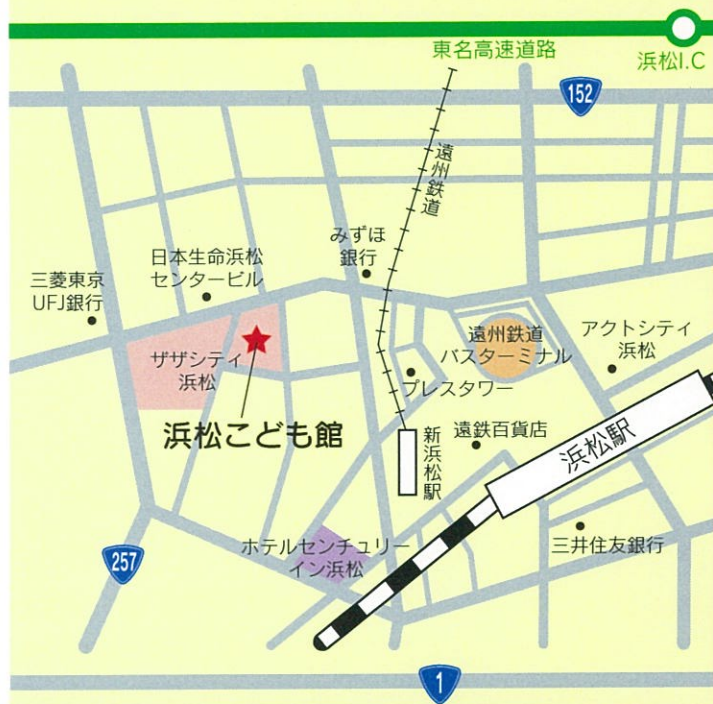 東名高速道路
浜松I.C
152
遠州鉄道
みずほ
銀行
日本生命浜松
センタービル
三菱東京
UFJ銀行
遠州鉄道
バスターミナル
アクトシティ
浜松
ザザシティ
浜松
プレスタワー
浜松こども館
新浜松駅
遠鉄百貨店
浜松駅
ホテルセンチュリー
イン浜松
三井住友銀行
257
1